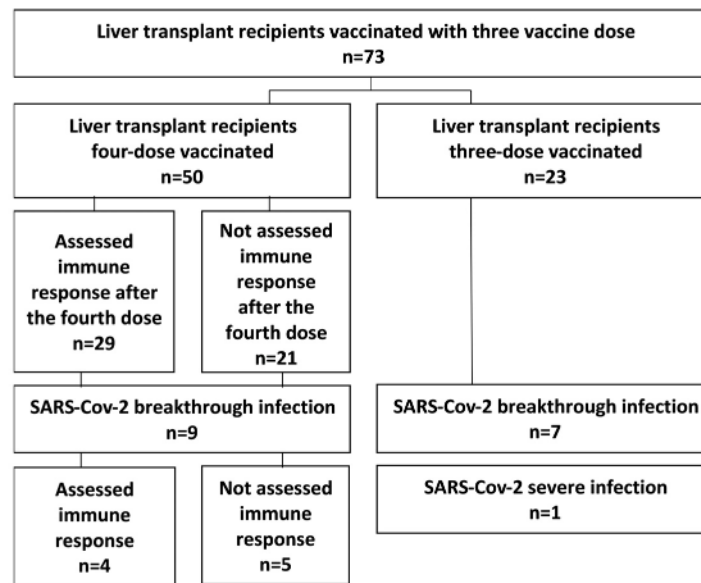 Liver transplant recipients vaccinated with three vaccine dose
n=73
Liver transplant recipients
four-dose vaccinated
n=50
Liver transplant recipients
three-dose vaccinated
n=23
Assessed
immune
response after
the fourth dose
n=29
Not assessed
immune
response
after the
fourth dose
n=21
SARS-Cov-2 breakthrough infection
n=9
SARS-Cov-2 breakthrough infection
n=7
Assessed
immune
response
n=4
Not assessed
immune
response
n=5
SARS-Cov-2 severe infection
n=1